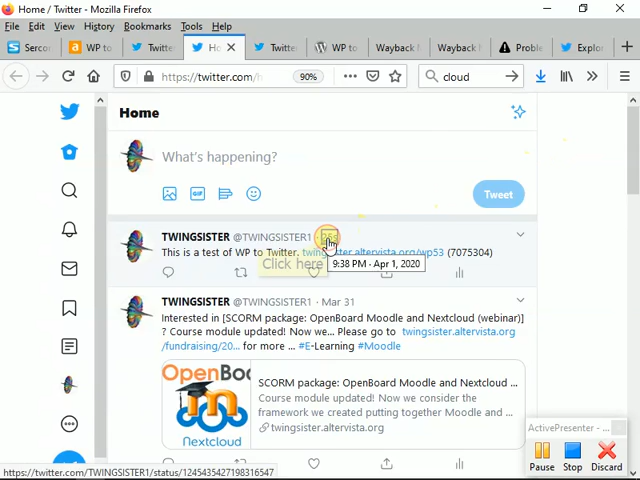 Home / Twitter - Mozilla Firefox
File Edit View History Bookmarks Tools Help
Sercon
WP to
Twitte
Ho
Twitte
WP to
Wayback
Wayback
Proble
Explor
https://twitter.com/h
90%
cloud
Home
What's happening?
GIF
Tweet
TWINGSISTER @TWINGSISTER1 · 25s
This is a test of WP to Twitter. twingsister.altervista.org/wp53 (7075304)
Click here
9:38 PM - Apr 1, 2020
TWINGSISTER @TWINGSISTER1 · Mar 31
Interested in [SCORM package: OpenBoard Moodle and Nextcloud (webinar)]
? Course module updated! Now we... Please go to twingsister.altervista.org
/fundraising/20... for more ... #E-Learning #Moodle
OpenBoa
m
Nextcloud
SCORM package: OpenBoard Moodle and Nextcloud ...
Course module updated! Now we consider the
framework we created putting together Moodle and ...
twingsister.altervista.org
ActivePresenter - ...
Pause Stop Discard
https://twitter.com/TWINGSISTER1/status/1245435427198316547